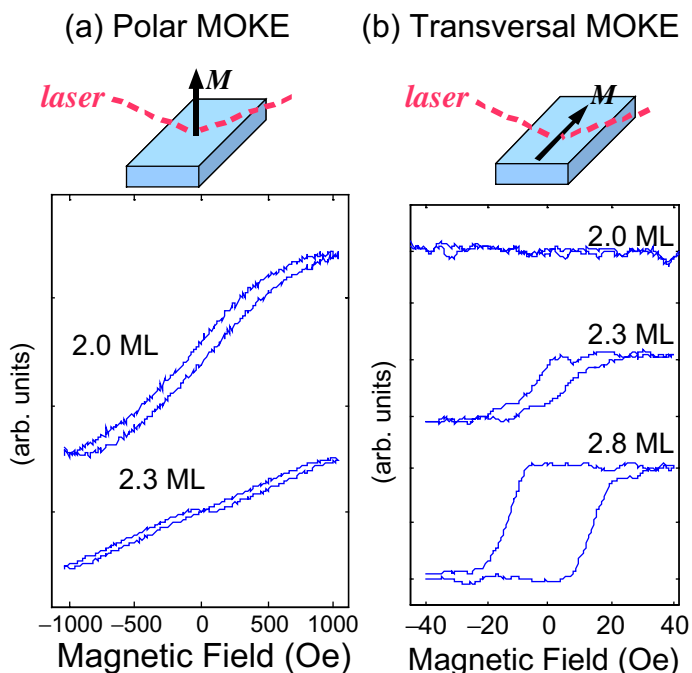 (a) Polar MOKE
(b) Transversal MOKE
laser
M
laser
M
2.0 ML
2.3 ML
(arb. units)
−1000 −500 0 500 1000
Magnetic Field (Oe)
2.0 ML
2.3 ML
2.8 ML
(arb. units)
−40 −20 0 20 40
Magnetic Field (Oe)